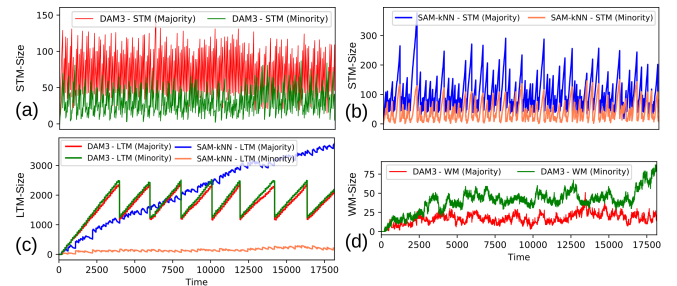 DAM3 - STM (Majority) DAM3 - STM (Minority)
STM-Size
150
100
50
0
(a)
SAM-kNN - STM (Majority) SAM-kNN - STM (Minority)
STM-Size
300
200
100
0
(b)
DAM3 - LTM (Majority) SAM-kNN - LTM (Majority)
DAM3 - LTM (Minority) SAM-kNN - LTM (Minority)
LTM-Size
3000
2000
1000
0
(c)
0 2500 5000 7500 10000 12500 15000 17500
Time
DAM3 - WM (Majority) DAM3 - WM (Minority)
WM-Size
75
50
25
0
(d)
0 2500 5000 7500 10000 12500 15000 17500
Time